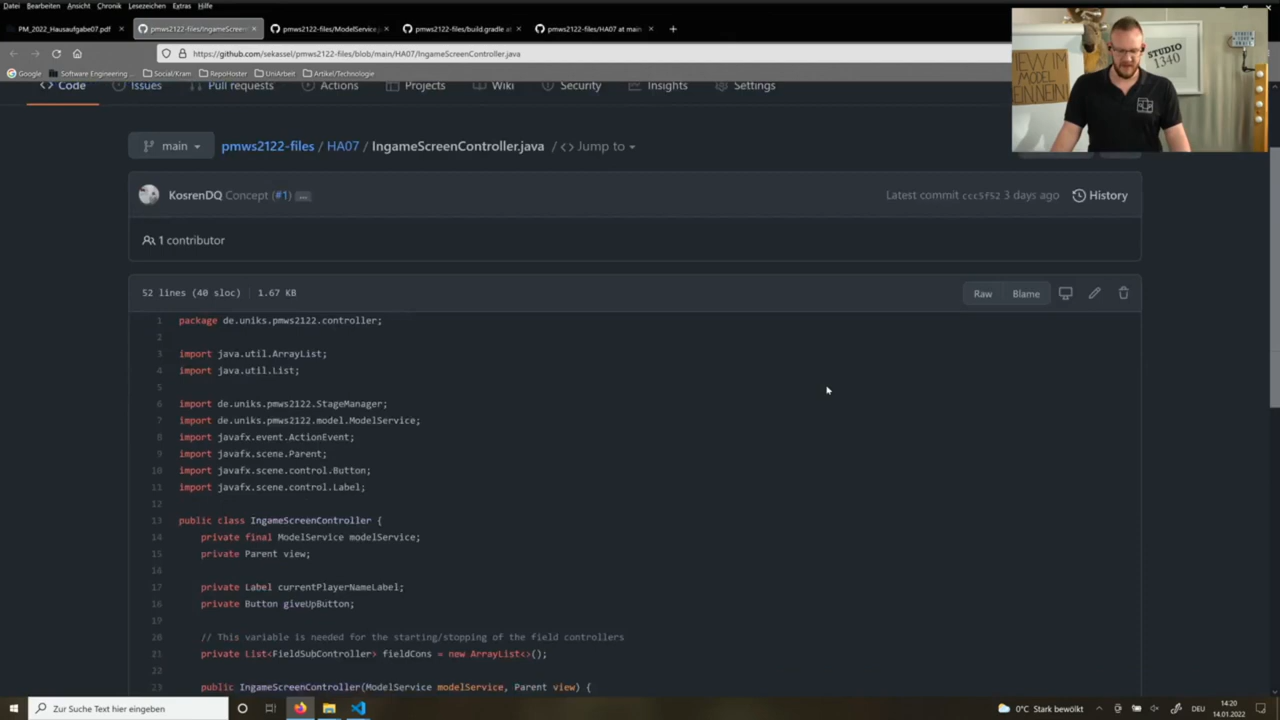 Datei Bearbeiten Ansicht Chronik Lesezeichen Extras Hilfe
PM_2022_Hausaufgabe07.pdf × pmws2122-files/IngameScreen × pmws2122-files/ModelService.j × pmws2122-files/build.gradle at × pmws2122-files/HA07 at main × +
https://github.com/sekassel/pmws2122-files/blob/main/HA07/IngameScreenController.java
Google Software Engineering ... Social/Kram RepoHoster UniArbeit Artikel/Technologie
Code Issues Pull requests Actions Projects Wiki Security Insights Settings
main pmws2122-files / HA07 / IngameScreenController.java / <> Jump to
KosrenDQ Concept (#1) ... Latest commit ccc5f52 3 days ago History
1 contributor
52 lines (40 sloc) | 1.67 KB Raw Blame
1 package de.uniks.pmws2122.controller;
2
3 import java.util.ArrayList;
4 import java.util.List;
5
6 import de.uniks.pmws2122.StageManager;
7 import de.uniks.pmws2122.model.ModelService;
8 import javafx.event.ActionEvent;
9 import javafx.scene.Parent;
10 import javafx.scene.control.Button;
11 import javafx.scene.control.Label;
12
13 public class IngameScreenController {
14 private final ModelService modelService;
15 private Parent view;
16
17 private Label currentPlayerNameLabel;
18 private Button giveUpButton;
19
20 // This variable is needed for the starting/stopping of the field controllers
21 private List<FieldSubController> fieldCons = new ArrayList<>();
22
23 public IngameScreenController(ModelService modelService, Parent view) {
IEW IM
MODEL
EIN NEIN
STUDIO
1340
Zur Suche Text hier eingeben
0°C Stark bewölkt DEU 14:20
14.01.2022